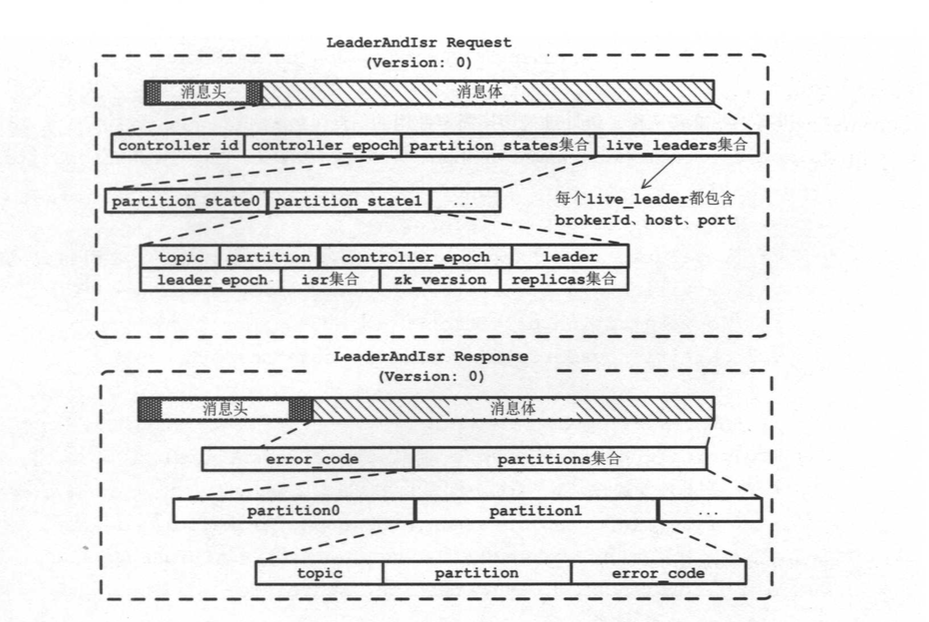 LeaderAndIsr Request
(Version: 0)
消息头 消息体
controller_id controller_epoch partition_states集合 live_leaders集合
每个live_leader都包含
partition_state0 partition_state1 ...
brokerId、host、port
topic partition controller_epoch leader
leader_epoch isr集合 zk_version replicas集合
LeaderAndIsr Response
(Version: 0)
消息头 消息体
error_code partitions集合
partition0 partition1 ...
topic partition error_code